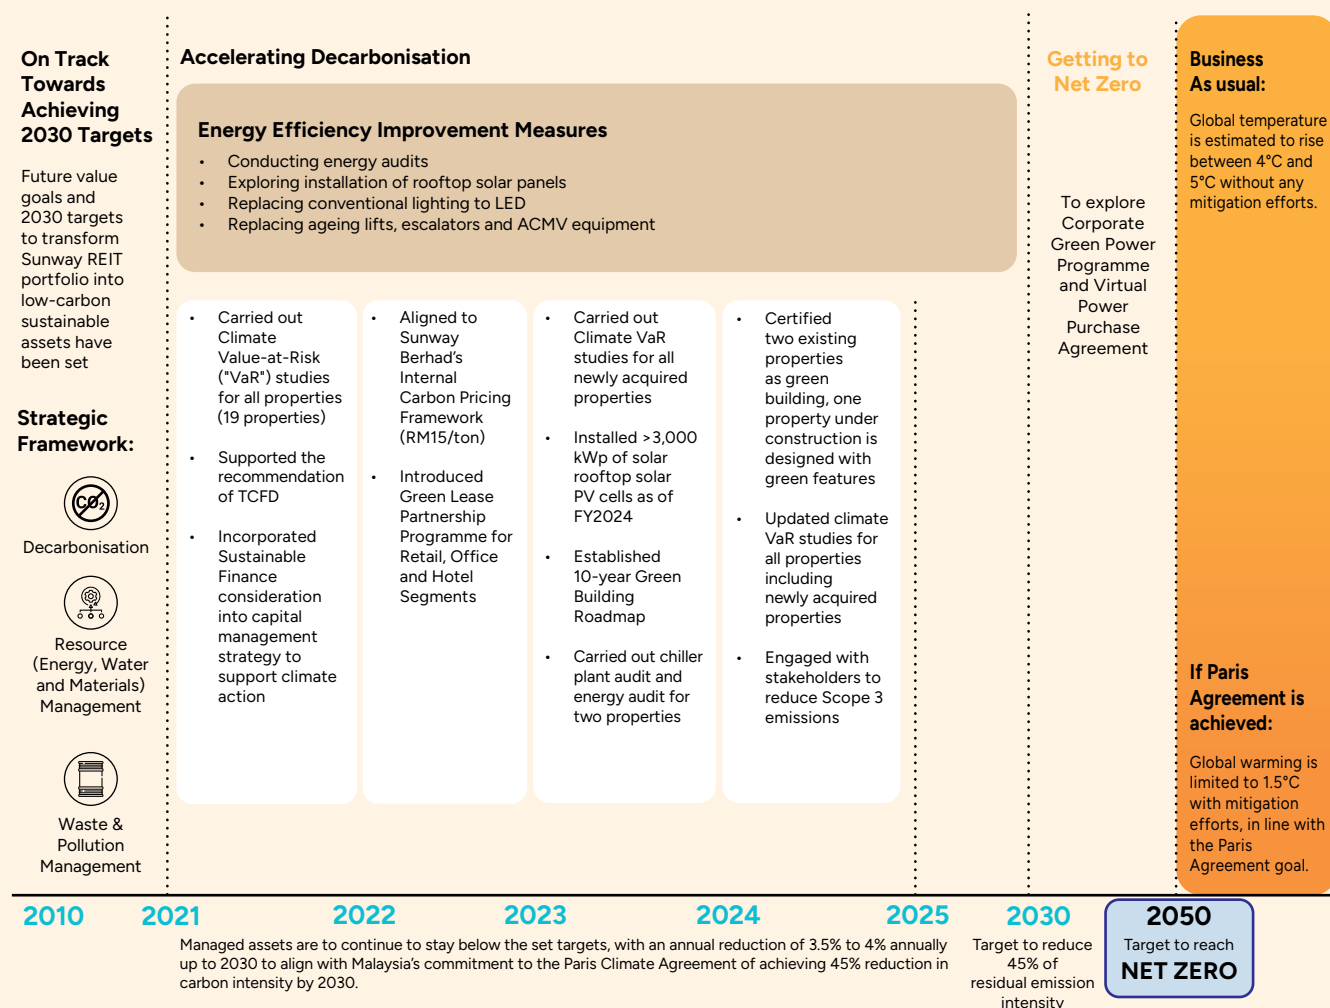 On Track
Towards
Achieving
2030 Targets
Future value
goals and
2030 targets
to transform
Sunway REIT
portfolio into
low-carbon
sustainable
assets have
been set
Strategic
Framework:
CO₂
Decarbonisation
Resource
(Energy, Water
and Materials)
Management
Waste &
Pollution
Management
Accelerating Decarbonisation
Energy Efficiency Improvement Measures
• Conducting energy audits
• Exploring installation of rooftop solar panels
• Replacing conventional lighting to LED
• Replacing ageing lifts, escalators and ACMV equipment
• Carried out
Climate
Value-at-Risk
("VaR") studies
for all properties
(19 properties)
• Supported the
recommendation
of TCFD
• Incorporated
Sustainable
Finance
consideration
into capital
management
strategy to
support climate
action
• Aligned to
Sunway
Berhad's
Internal
Carbon Pricing
Framework
(RM15/ton)
• Introduced
Green Lease
Partnership
Programme for
Retail, Office
and Hotel
Segments
• Carried out
Climate VaR
studies for all
newly acquired
properties
• Installed >3,000
kWp of solar
rooftop solar
PV cells as of
FY2024
• Established
10-year Green
Building
Roadmap
• Carried out chiller
plant audit and
energy audit for
two properties
• Certified
two existing
properties
as green
building, one
property under
construction is
designed with
green features
• Updated climate
VaR studies for
all properties
including
newly acquired
properties
• Engaged with
stakeholders to
reduce Scope 3
emissions
Getting to
Net Zero
To explore
Corporate
Green Power
Programme
and Virtual
Power
Purchase
Agreement
Business
As usual:
Global temperature
is estimated to rise
between 4°C and
5°C without any
mitigation efforts.
If Paris
Agreement is
achieved:
Global warming is
limited to 1.5°C
with mitigation
efforts, in line with
the Paris
Agreement goal.
2010 2021 2022 2023 2024 2025 2030 2050
Managed assets are to continue to stay below the set targets, with an annual reduction of 3.5% to 4% annually
up to 2030 to align with Malaysia's commitment to the Paris Climate Agreement of achieving 45% reduction in
carbon intensity by 2030.
Target to reduce
45% of
residual emission
intensity
Target to reach
NET ZERO